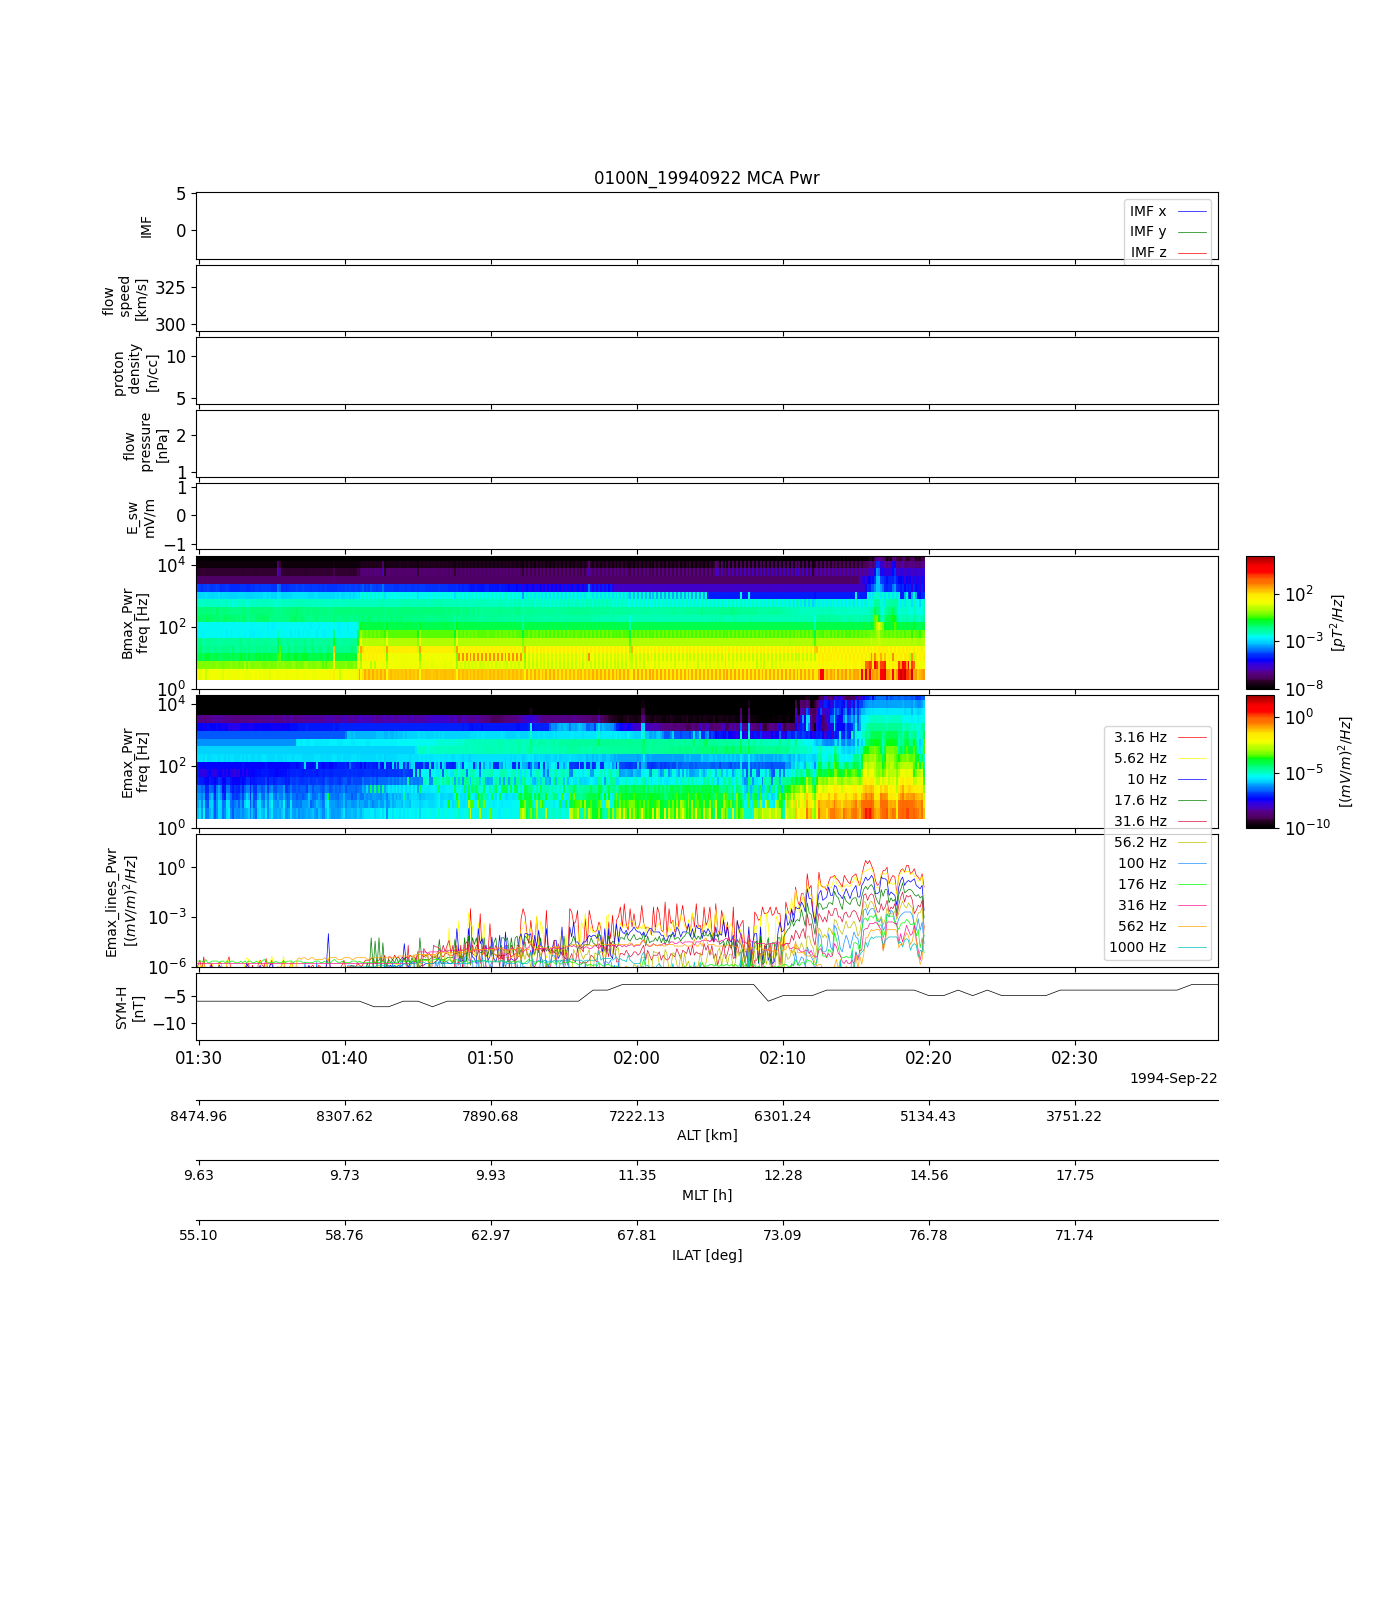 0100N_19940922 MCA Pwr
5
0
IMF
IMF x
IMF y
IMF z
325
300
flow
speed
[km/s]
10
5
proton
density
[n/cc]
2
1
flow
pressure
[nPa]
1
0
−1
E_sw
mV/m
10^4
10^2
10^0
Bmax_Pwr
freq [Hz]
10^2
10^−3
10^−8
[pT^2/Hz]
10^4
10^2
10^0
Emax_Pwr
freq [Hz]
10^0
10^−5
10^−10
[(mV/m)^2/Hz]
3.16 Hz
5.62 Hz
10 Hz
17.6 Hz
31.6 Hz
56.2 Hz
100 Hz
176 Hz
316 Hz
562 Hz
1000 Hz
10^0
10^−3
10^−6
Emax_lines_Pwr
[(mV/m)^2/Hz]
−5
−10
SYM-H
[nT]
01:30 01:40 01:50 02:00 02:10 02:20 02:30
1994-Sep-22
8474.96 8307.62 7890.68 7222.13 6301.24 5134.43 3751.22
ALT [km]
9.63 9.73 9.93 11.35 12.28 14.56 17.75
MLT [h]
55.10 58.76 62.97 67.81 73.09 76.78 71.74
ILAT [deg]